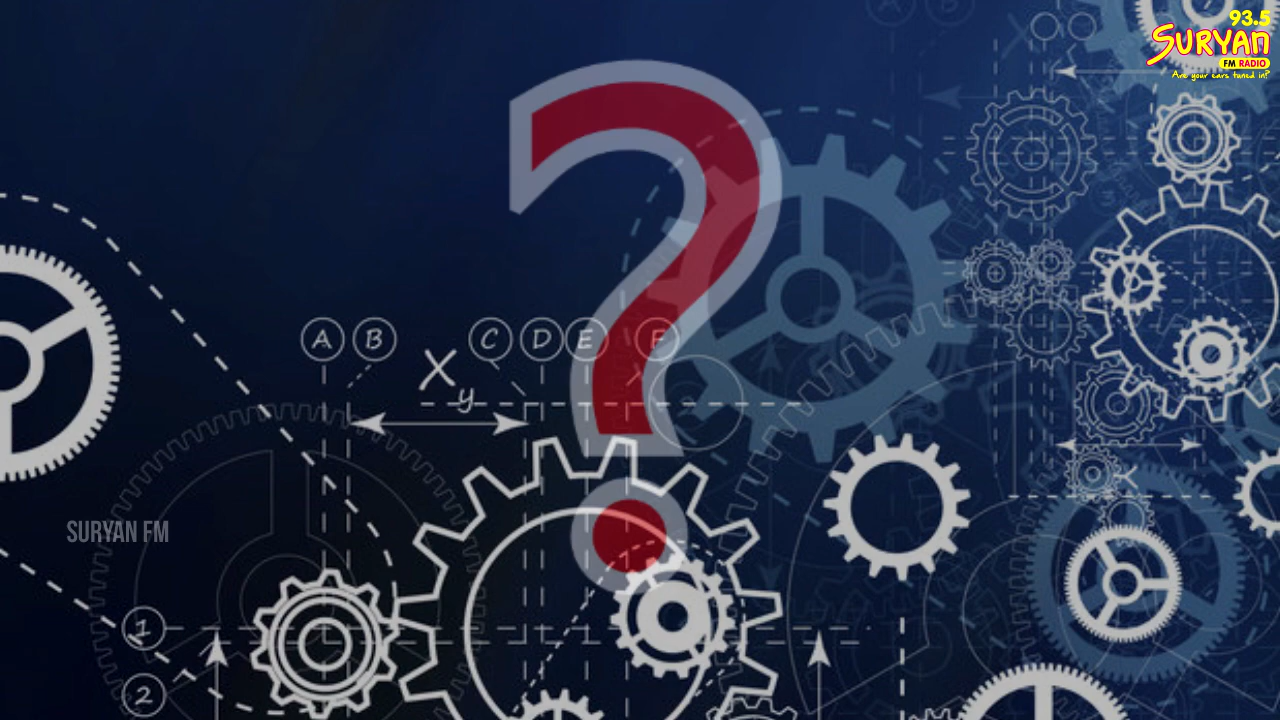 93.5
SURYAN
FM RADIO
Are your ears tuned in?
A B C D E F
X
y
SURYAN FM
1
2
X